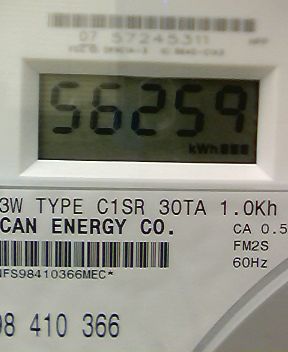 07 57245311
56259
kWh
3W TYPE C1SR 30TA 1.0Kh
CAN ENERGY CO.
CA 0.5
FM2S
NFS98410366MEC*
60Hz
98 410 366